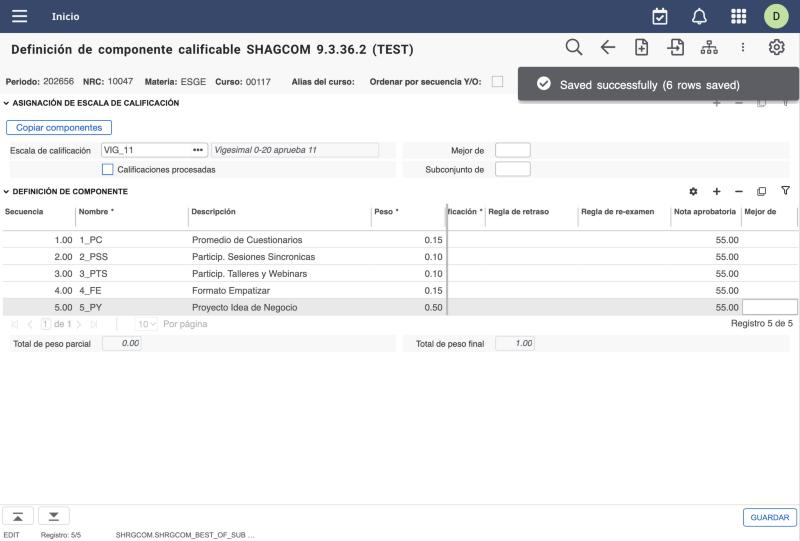 Inicio
D
Definición de componente calificable SHAGCOM 9.3.36.2 (TEST)
Periodo: 202656 NRC: 10047 Materia: ESGE Curso: 00117 Alias del curso: Ordenar por secuencia Y/O:
Saved successfully (6 rows saved)
ASIGNACIÓN DE ESCALA DE CALIFICACIÓN
Copiar componentes
Escala de calificación VIG_11 ••• Vigesimal 0-20 aprueba 11 Mejor de
Calificaciones procesadas Subconjunto de
DEFINICIÓN DE COMPONENTE
Secuencia Nombre * Descripción Peso * ficación * Regla de retraso Regla de re-examen Nota aprobatoria Mejor de
1.00 1_PC Promedio de Cuestionarios 0.15 55.00
2.00 2_PSS Particip. Sesiones Sincronicas 0.10 55.00
3.00 3_PTS Particip. Talleres y Webinars 0.10 55.00
4.00 4_FE Formato Empatizar 0.15 55.00
5.00 5_PY Proyecto Idea de Negocio 0.50 55.00
1 de 1 10 Por página Registro 5 de 5
Total de peso parcial 0.00 Total de peso final 1.00
GUARDAR
EDIT Registro: 5/5 SHRGCOM.SHRGCOM_BEST_OF_SUB ...